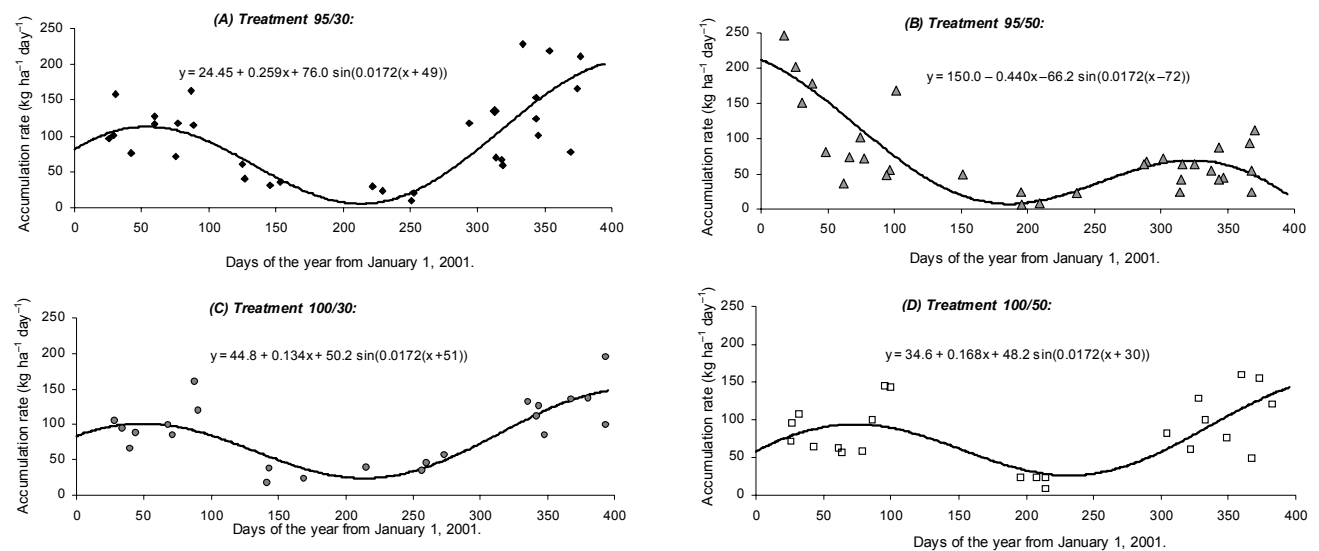 (A) Treatment 95/30:
Accumulation rate (kg ha⁻¹ day⁻¹)
250
200
150
100
50
0
y = 24.45 + 0.259x + 76.0 sin(0.0172(x + 49))
0 50 100 150 200 250 300 350 400
Days of the year from January 1, 2001.
(B) Treatment 95/50:
Accumulation rate (kg ha⁻¹ day⁻¹)
250
200
150
100
50
0
y = 150.0 – 0.440x–66.2 sin(0.0172(x–72))
0 50 100 150 200 250 300 350 400
Days of the year from January 1, 2001.
(C) Treatment 100/30:
Accumulation rate (kg ha⁻¹ day⁻¹)
250
200
150
100
50
0
y = 44.8 + 0.134x + 50.2 sin(0.0172(x+51))
0 50 100 150 200 250 300 350 400
Days of the year from January 1, 2001.
(D) Treatment 100/50:
Accumulation rate (kg ha⁻¹ day⁻¹)
250
200
150
100
50
0
y = 34.6 + 0.168x + 48.2 sin(0.0172(x + 30))
0 50 100 150 200 250 300 350 400
Days of the year from January 1, 2001.